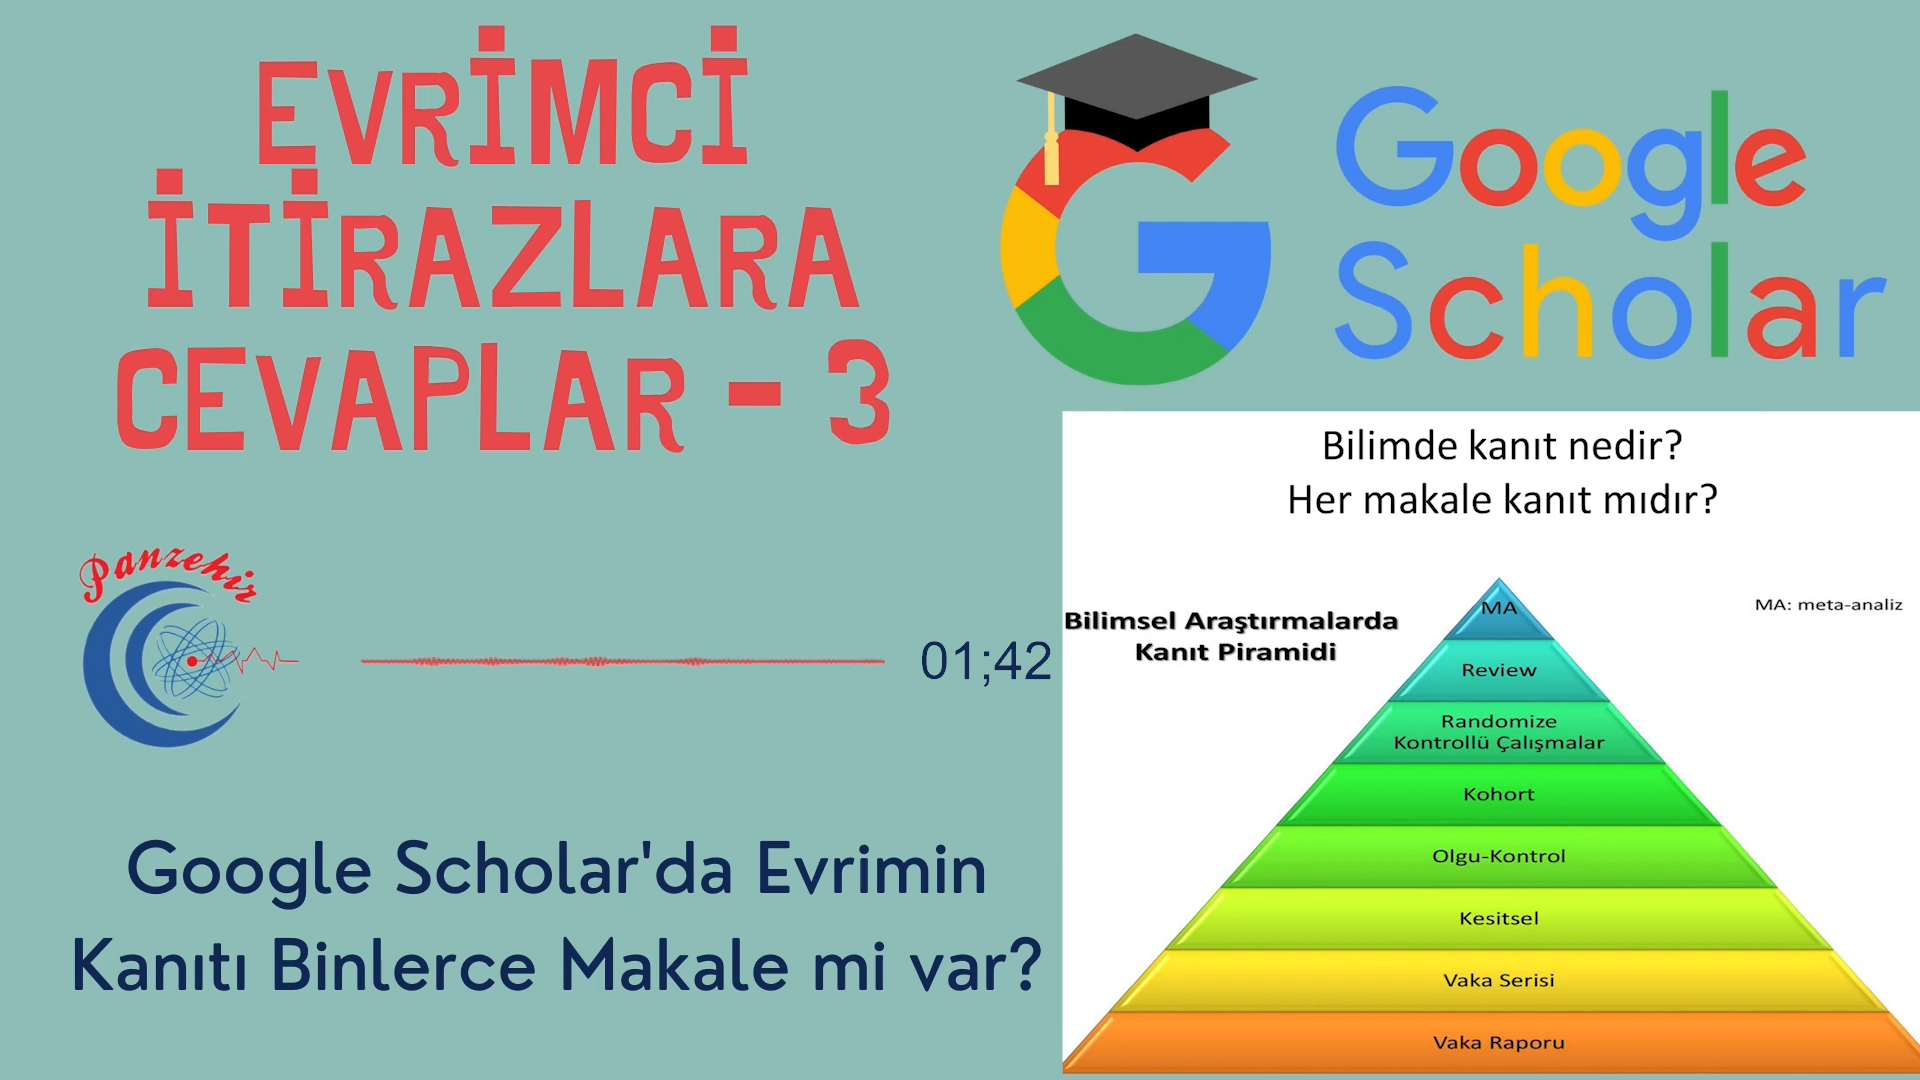 EVRİMCİ
İTİRAZLARA
CEVAPLAR - 3
Google
Scholar
Bilimde kanıt nedir?
Her makale kanıt mıdır?
Panzehir
01;42
Bilimsel Araştırmalarda
Kanıt Piramidi
MA: meta-analiz
MA
Review
Randomize
Kontrollü Çalışmalar
Kohort
Olgu-Kontrol
Kesitsel
Vaka Serisi
Vaka Raporu
Google Scholar'da Evrimin
Kanıtı Binlerce Makale mi var?